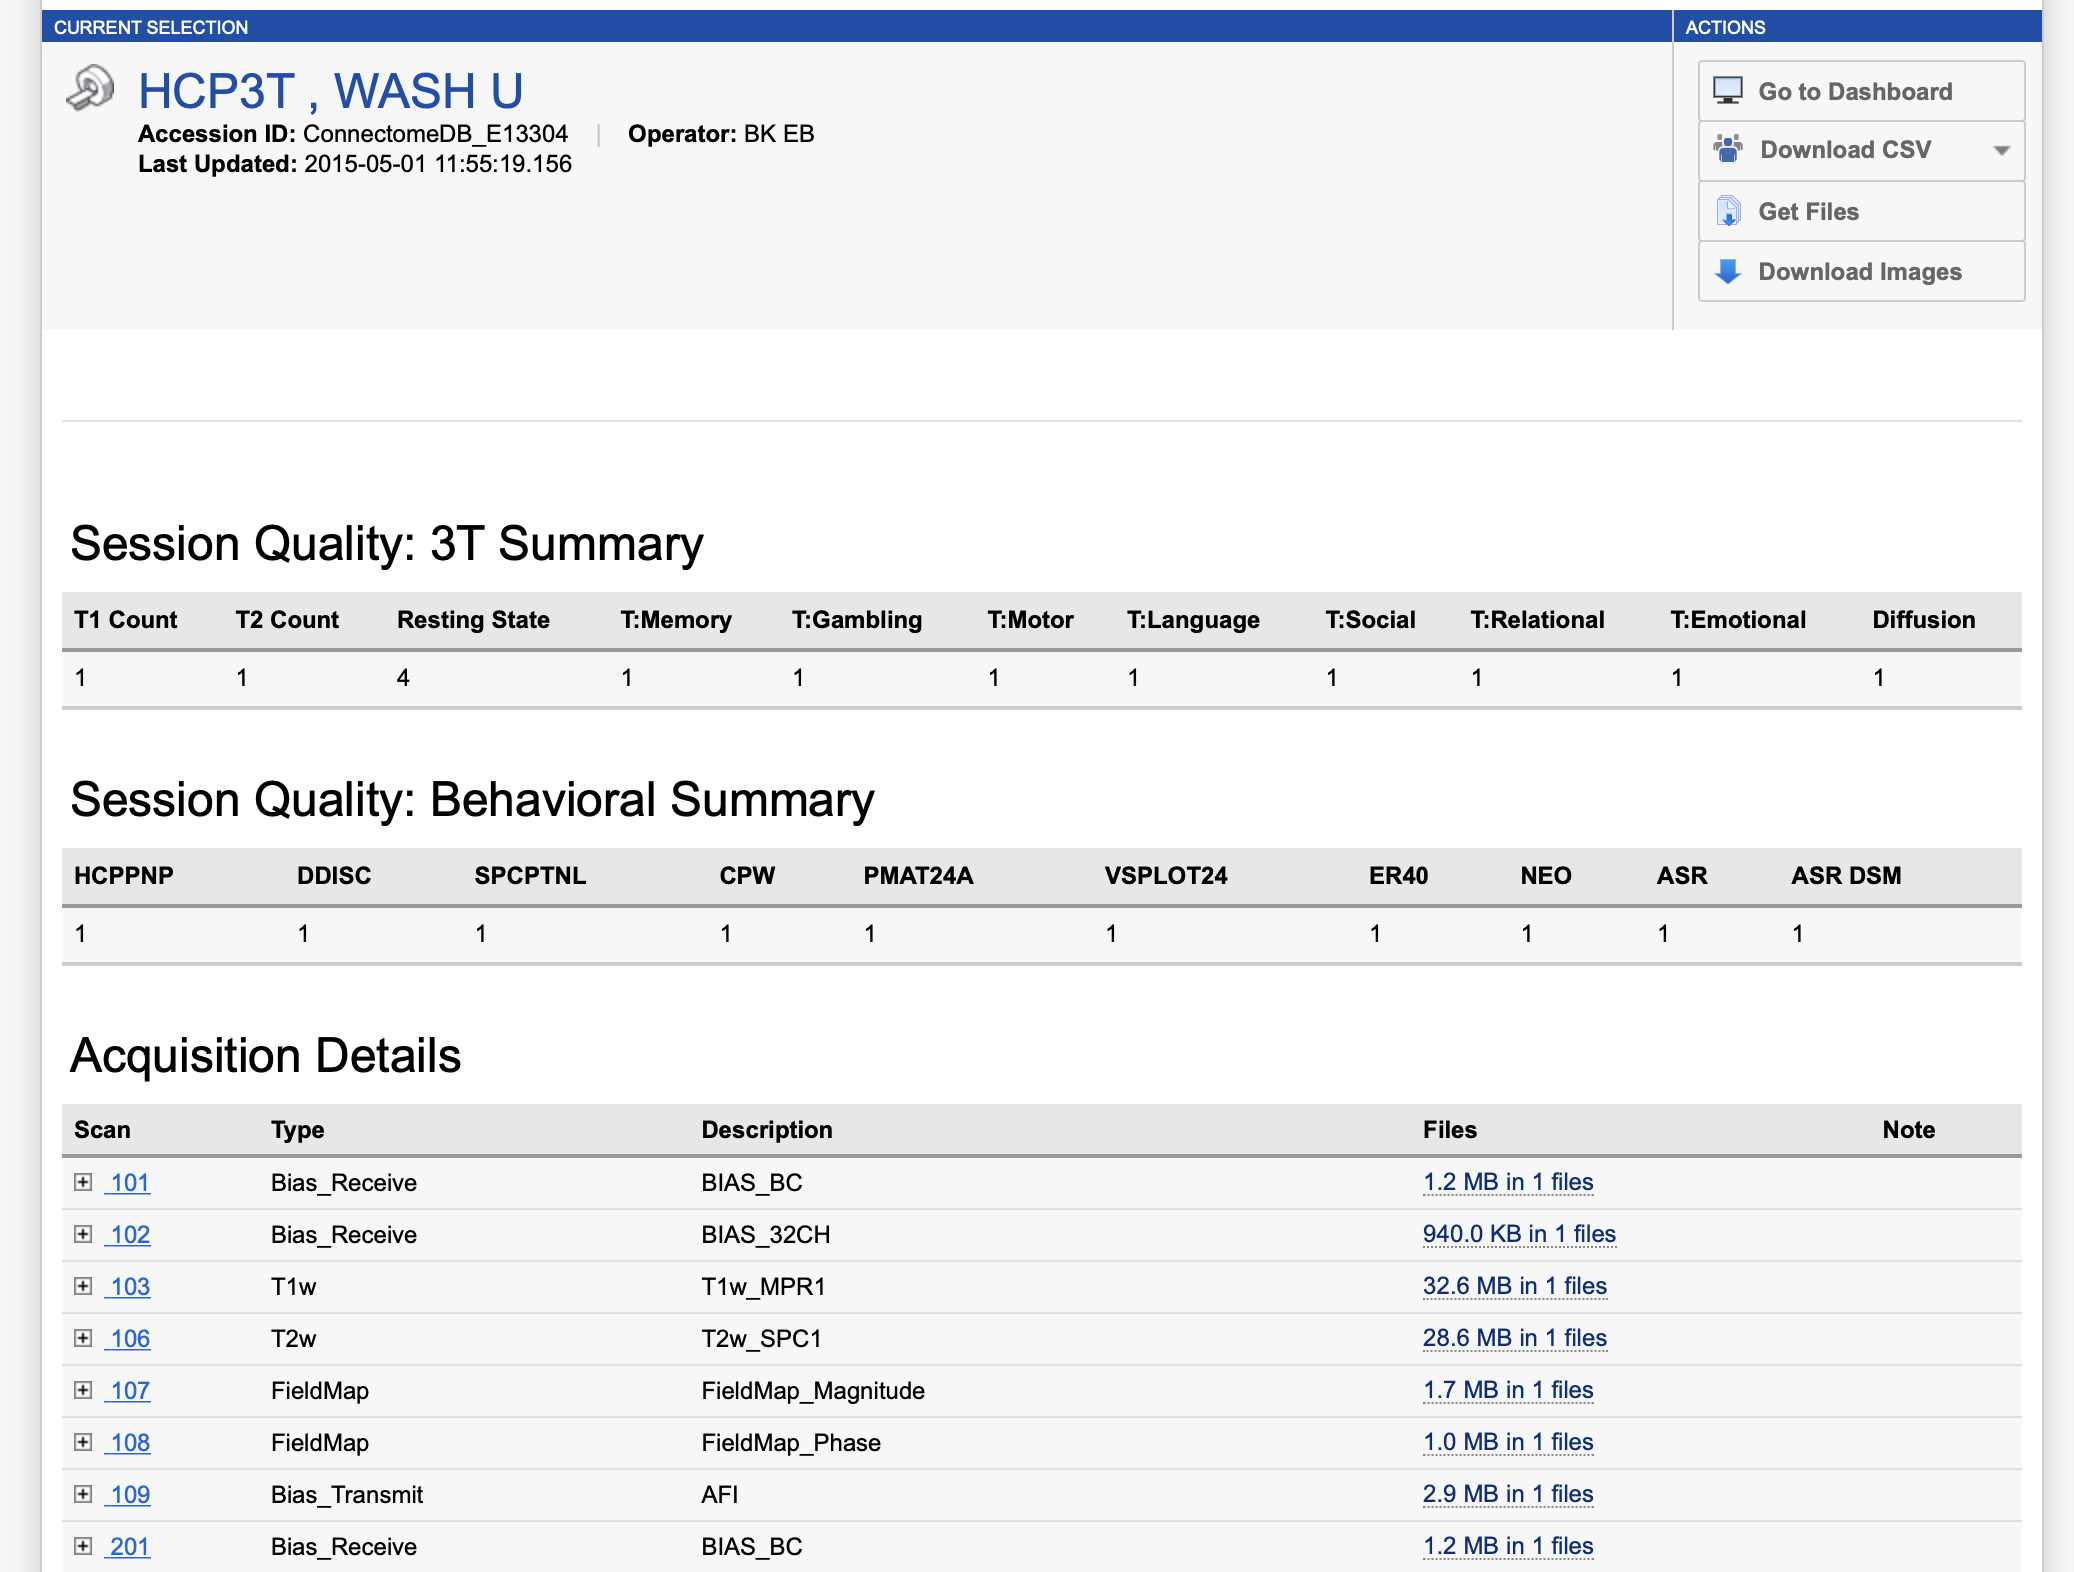 CURRENT SELECTION
ACTIONS
HCP3T , WASH U
Accession ID: ConnectomeDB_E13304 | Operator: BK EB
Last Updated: 2015-05-01 11:55:19.156
Go to Dashboard
Download CSV
Get Files
Download Images
Session Quality: 3T Summary
T1 Count T2 Count Resting State T:Memory T:Gambling T:Motor T:Language T:Social T:Relational T:Emotional Diffusion
1 1 4 1 1 1 1 1 1 1 1
Session Quality: Behavioral Summary
HCPPNP DDISC SPCPTNL CPW PMAT24A VSPLOT24 ER40 NEO ASR ASR DSM
1 1 1 1 1 1 1 1 1 1
Acquisition Details
Scan Type Description Files Note
101 Bias_Receive BIAS_BC 1.2 MB in 1 files
102 Bias_Receive BIAS_32CH 940.0 KB in 1 files
103 T1w T1w_MPR1 32.6 MB in 1 files
106 T2w T2w_SPC1 28.6 MB in 1 files
107 FieldMap FieldMap_Magnitude 1.7 MB in 1 files
108 FieldMap FieldMap_Phase 1.0 MB in 1 files
109 Bias_Transmit AFI 2.9 MB in 1 files
201 Bias_Receive BIAS_BC 1.2 MB in 1 files